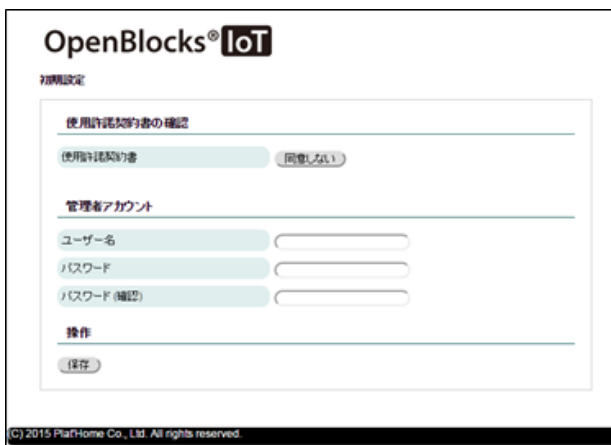 OpenBlocks® IoT
初期設定
使用許諾契約書の確認
使用許諾契約書 同意しない
管理者アカウント
ユーザー名
パスワード
パスワード(確認)
操作
保存
(C) 2015 Plat'Home Co., Ltd. All rights reserved.